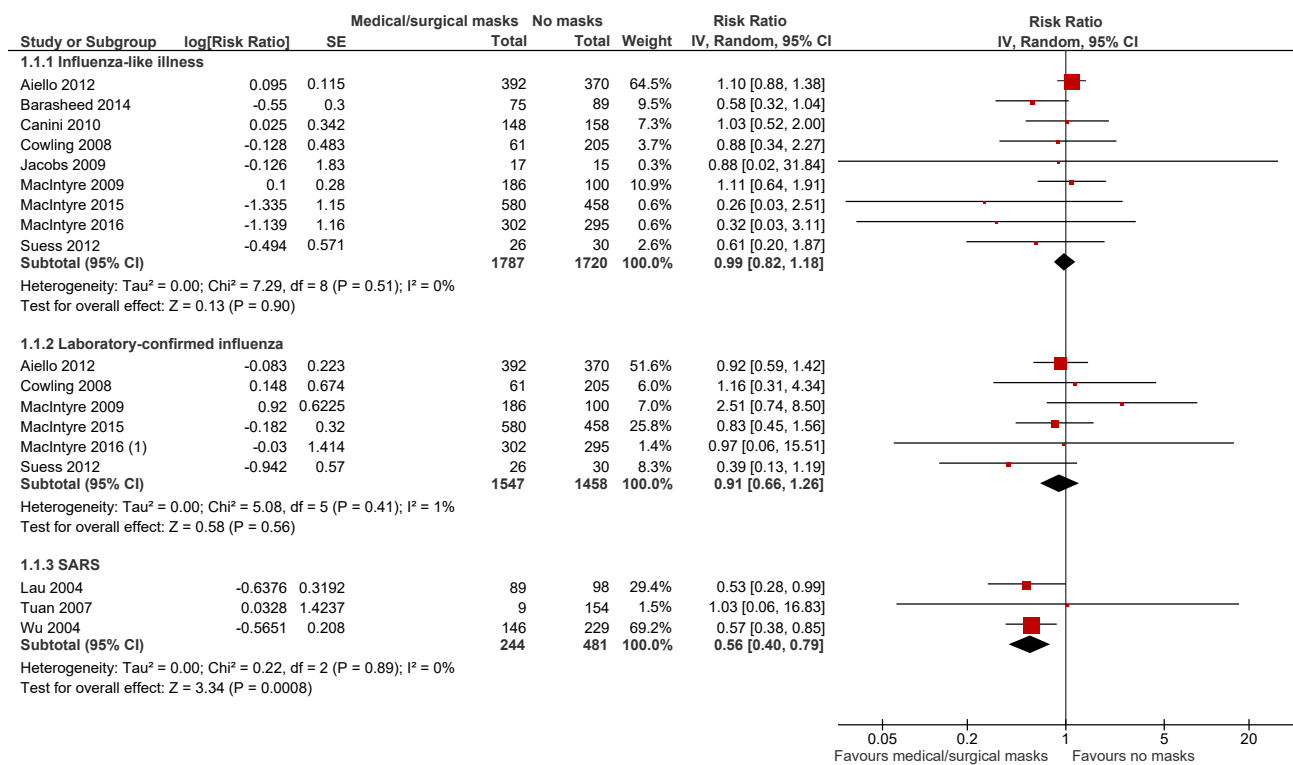 Medical/surgical masks No masks Risk Ratio Risk Ratio
Study or Subgroup log[Risk Ratio] SE Total Total Weight IV, Random, 95% CI IV, Random, 95% CI
1.1.1 Influenza-like illness
Aiello 2012 0.095 0.115 392 370 64.5% 1.10 [0.88, 1.38]
Barasheed 2014 -0.55 0.3 75 89 9.5% 0.58 [0.32, 1.04]
Canini 2010 0.025 0.342 148 158 7.3% 1.03 [0.52, 2.00]
Cowling 2008 -0.128 0.483 61 205 3.7% 0.88 [0.34, 2.27]
Jacobs 2009 -0.126 1.83 17 15 0.3% 0.88 [0.02, 31.84]
MacIntyre 2009 0.1 0.28 186 100 10.9% 1.11 [0.64, 1.91]
MacIntyre 2015 -1.335 1.15 580 458 0.6% 0.26 [0.03, 2.51]
MacIntyre 2016 -1.139 1.16 302 295 0.6% 0.32 [0.03, 3.11]
Suess 2012 -0.494 0.571 26 30 2.6% 0.61 [0.20, 1.87]
Subtotal (95% CI) 1787 1720 100.0% 0.99 [0.82, 1.18]
Heterogeneity: Tau² = 0.00; Chi² = 7.29, df = 8 (P = 0.51); I² = 0%
Test for overall effect: Z = 0.13 (P = 0.90)
1.1.2 Laboratory-confirmed influenza
Aiello 2012 -0.083 0.223 392 370 51.6% 0.92 [0.59, 1.42]
Cowling 2008 0.148 0.674 61 205 6.0% 1.16 [0.31, 4.34]
MacIntyre 2009 0.92 0.6225 186 100 7.0% 2.51 [0.74, 8.50]
MacIntyre 2015 -0.182 0.32 580 458 25.8% 0.83 [0.45, 1.56]
MacIntyre 2016 (1) -0.03 1.414 302 295 1.4% 0.97 [0.06, 15.51]
Suess 2012 -0.942 0.57 26 30 8.3% 0.39 [0.13, 1.19]
Subtotal (95% CI) 1547 1458 100.0% 0.91 [0.66, 1.26]
Heterogeneity: Tau² = 0.00; Chi² = 5.08, df = 5 (P = 0.41); I² = 1%
Test for overall effect: Z = 0.58 (P = 0.56)
1.1.3 SARS
Lau 2004 -0.6376 0.3192 89 98 29.4% 0.53 [0.28, 0.99]
Tuan 2007 0.0328 1.4237 9 154 1.5% 1.03 [0.06, 16.83]
Wu 2004 -0.5651 0.208 146 229 69.2% 0.57 [0.38, 0.85]
Subtotal (95% CI) 244 481 100.0% 0.56 [0.40, 0.79]
Heterogeneity: Tau² = 0.00; Chi² = 0.22, df = 2 (P = 0.89); I² = 0%
Test for overall effect: Z = 3.34 (P = 0.0008)
0.05 0.2 1 5 20
Favours medical/surgical masks Favours no masks